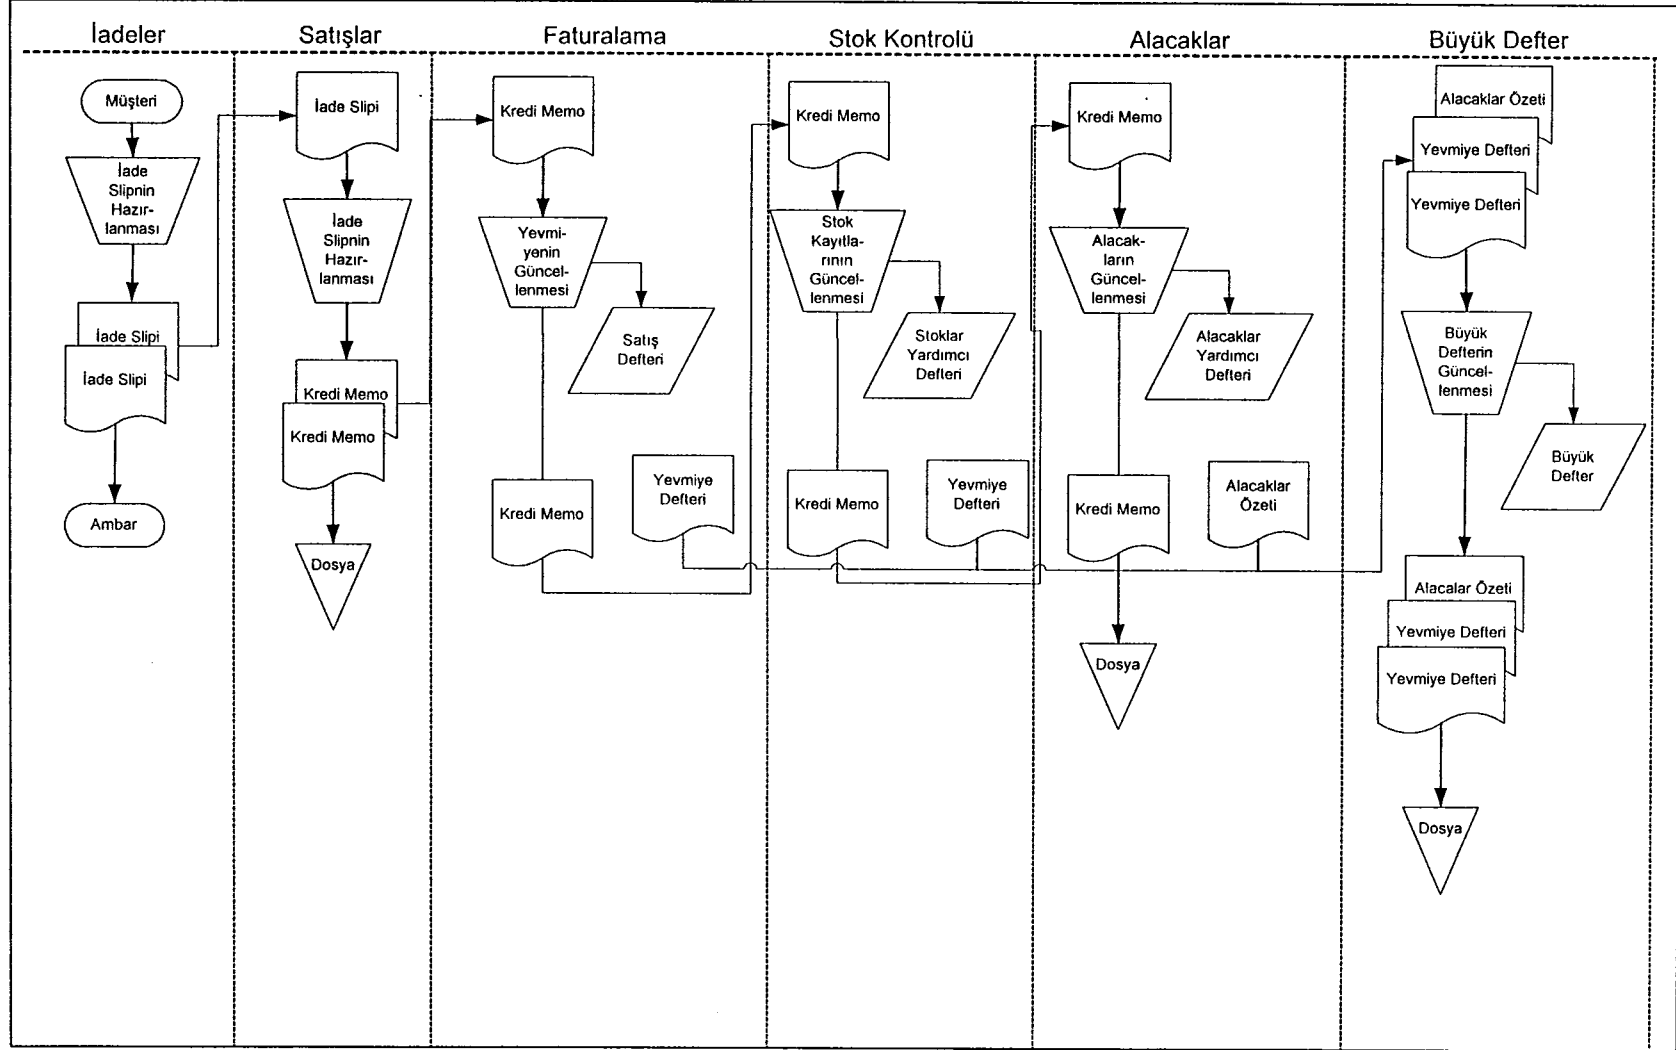 İadeler
Satışlar
Faturalama
Stok Kontrolü
Alacaklar
Büyük Defter
Müşteri
İade
Slipnin
Hazır-
lanması
İade Slipi
İade Slipi
Ambar
İade Slipi
İade
Slipnin
Hazır-
lanması
Kredi Memo
Kredi Memo
Dosya
Kredi Memo
Yevmi-
yenin
Güncel-
lenmesi
Satış
Defteri
Kredi Memo
Yevmiye
Defteri
Kredi Memo
Stok
Kayıtla-
rının
Güncel-
lenmesi
Stoklar
Yardımcı
Defteri
Kredi Memo
Yevmiye
Defteri
Kredi Memo
Alacak-
ların
Güncel-
lenmesi
Alacaklar
Yardımcı
Defteri
Kredi Memo
Alacaklar
Özeti
Dosya
Alacaklar Özeti
Yevmiye Defteri
Yevmiye Defteri
Büyük
Defterin
Güncel-
lenmesi
Büyük
Defter
Alacalar Özeti
Yevmiye Defteri
Yevmiye Defteri
Dosya